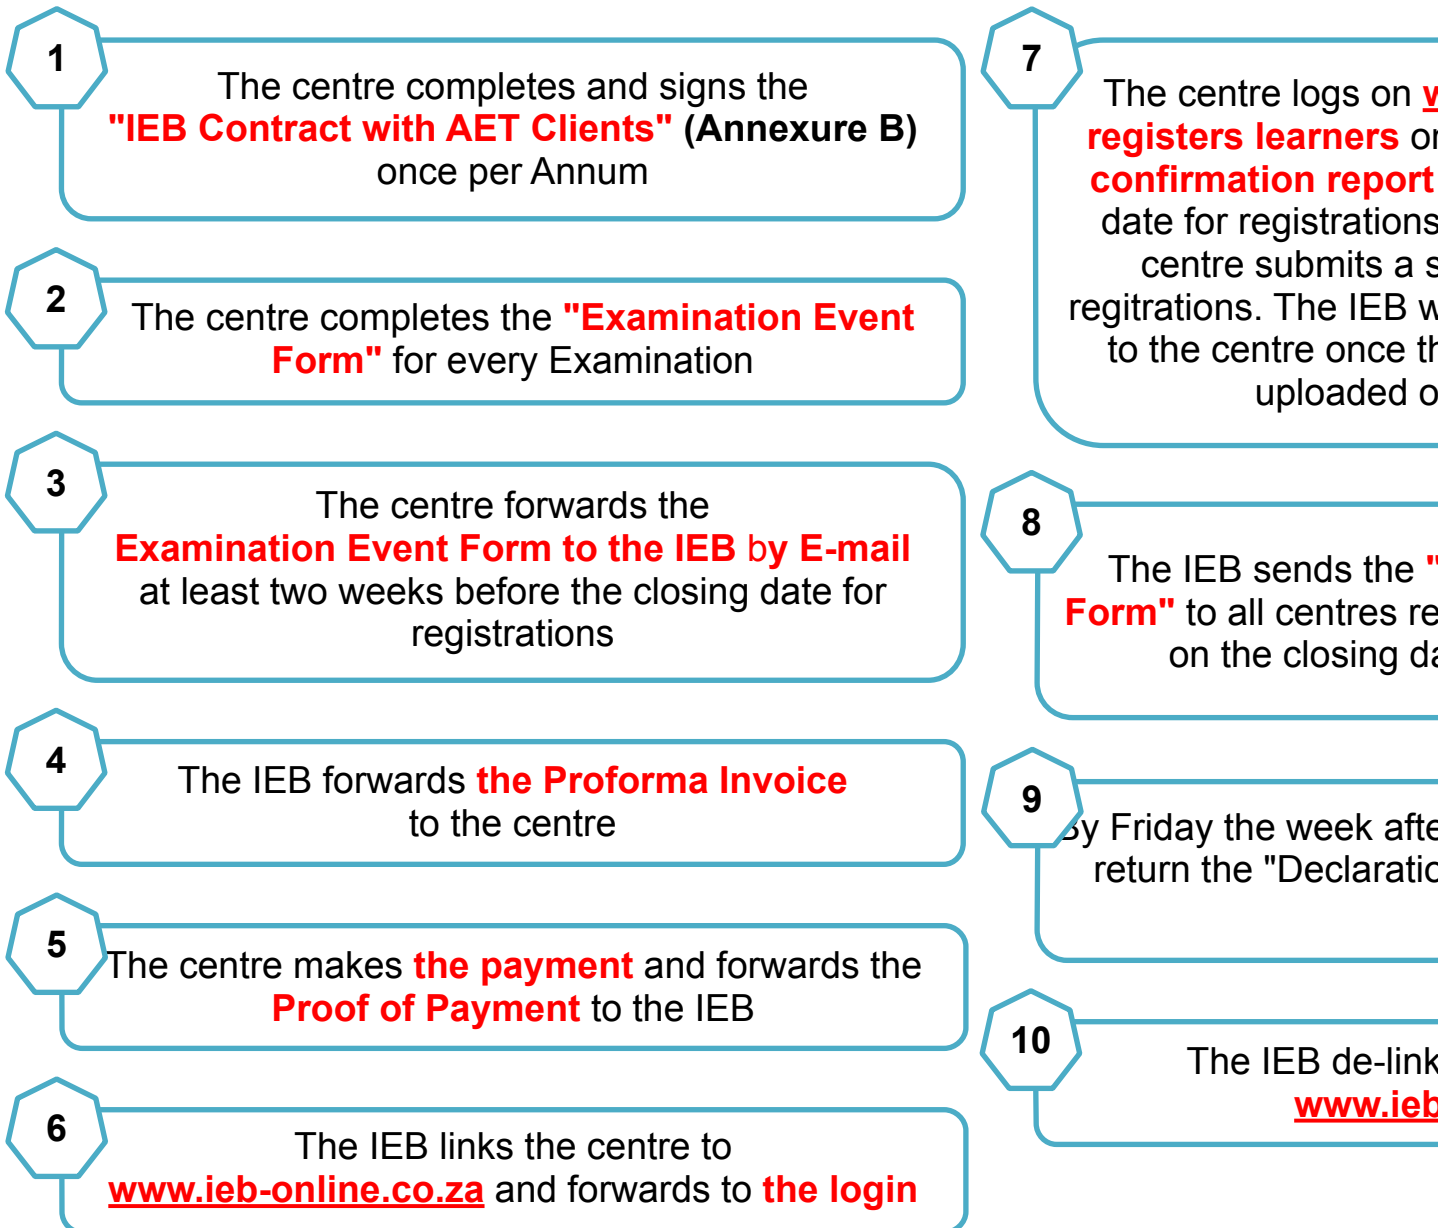 1
The centre completes and signs the
"IEB Contract with AET Clients" (Annexure B)
once per Annum
2
The centre completes the "Examination Event
Form" for every Examination
3
The centre forwards the
Examination Event Form to the IEB by E-mail
at least two weeks before the closing date for
registrations
4
The IEB forwards the Proforma Invoice
to the centre
5
The centre makes the payment and forwards the
Proof of Payment to the IEB
6
The IEB links the centre to
www.ieb-online.co.za and forwards to the login
7
The centre logs on
registers learners
confirmation report
date for registrations
centre submits a
regitrations. The IEB
to the centre once
uploaded
8
The IEB sends the "
Form" to all centres
on the closing
9
By Friday the week
return the
10
The IEB
www.ieb